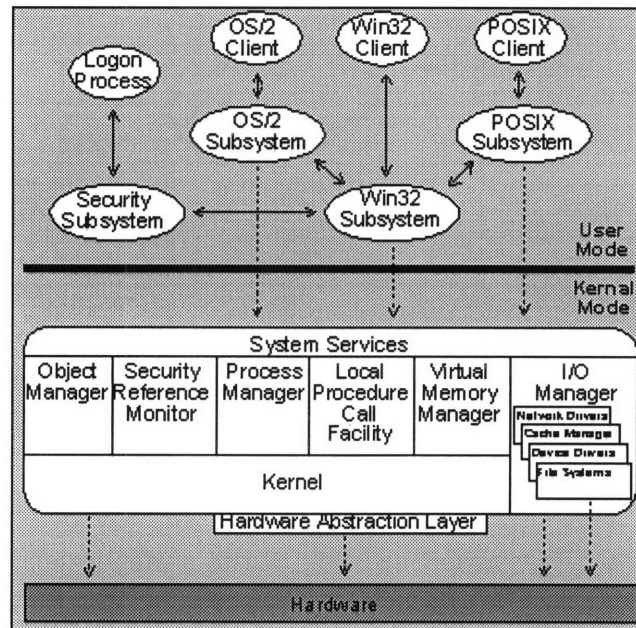 OS/2
Client
Win32
Client
POSIX
Client
Logon
Process
OS/2
Subsystem
POSIX
Subsystem
Security
Subsystem
Win32
Subsystem
User
Mode
Kernal
Mode
System Services
Object
Manager
Security
Reference
Monitor
Process
Manager
Local
Procedure
Call
Facility
Virtual
Memory
Manager
I/O
Manager
Network Drivers
Cache Manager
Device Drivers
File Systems
Kernel
Hardware Abstraction Layer
Hardware